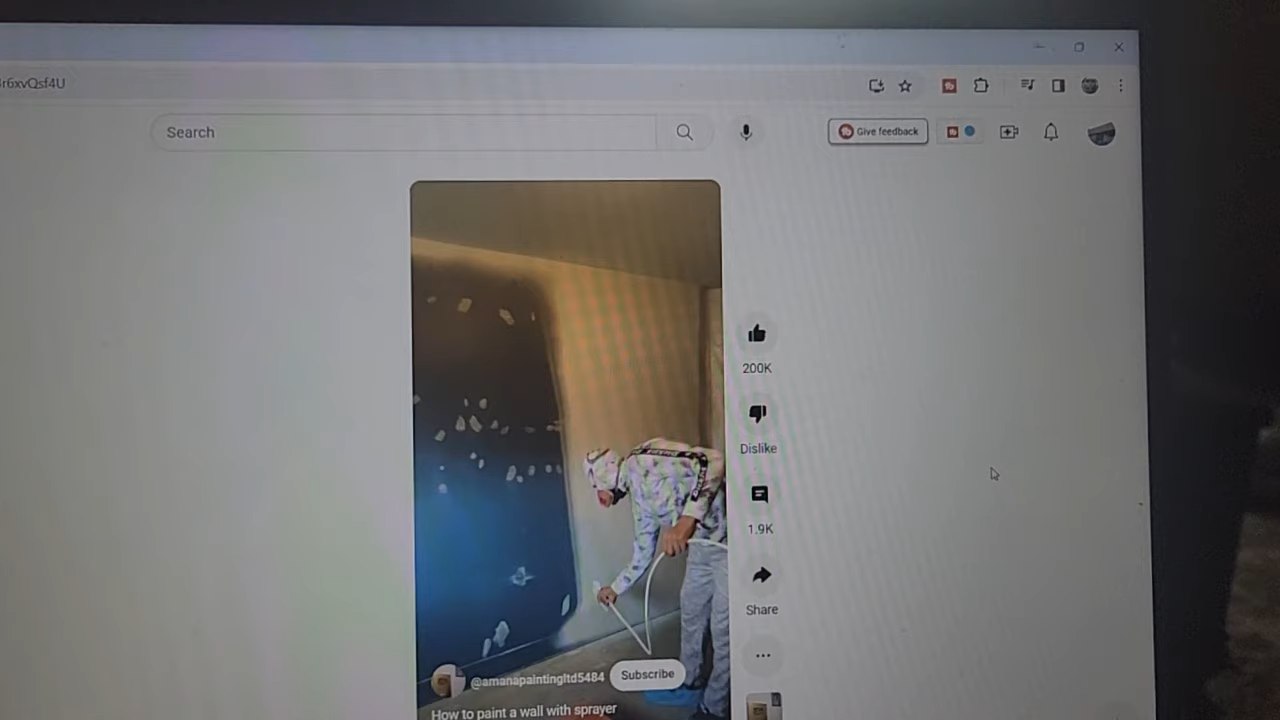 r6xvQsf4U
Search
Give feedback
200K
Dislike
1.9K
Share
@amanapaintingltd5484
Subscribe
How to paint a wall with sprayer